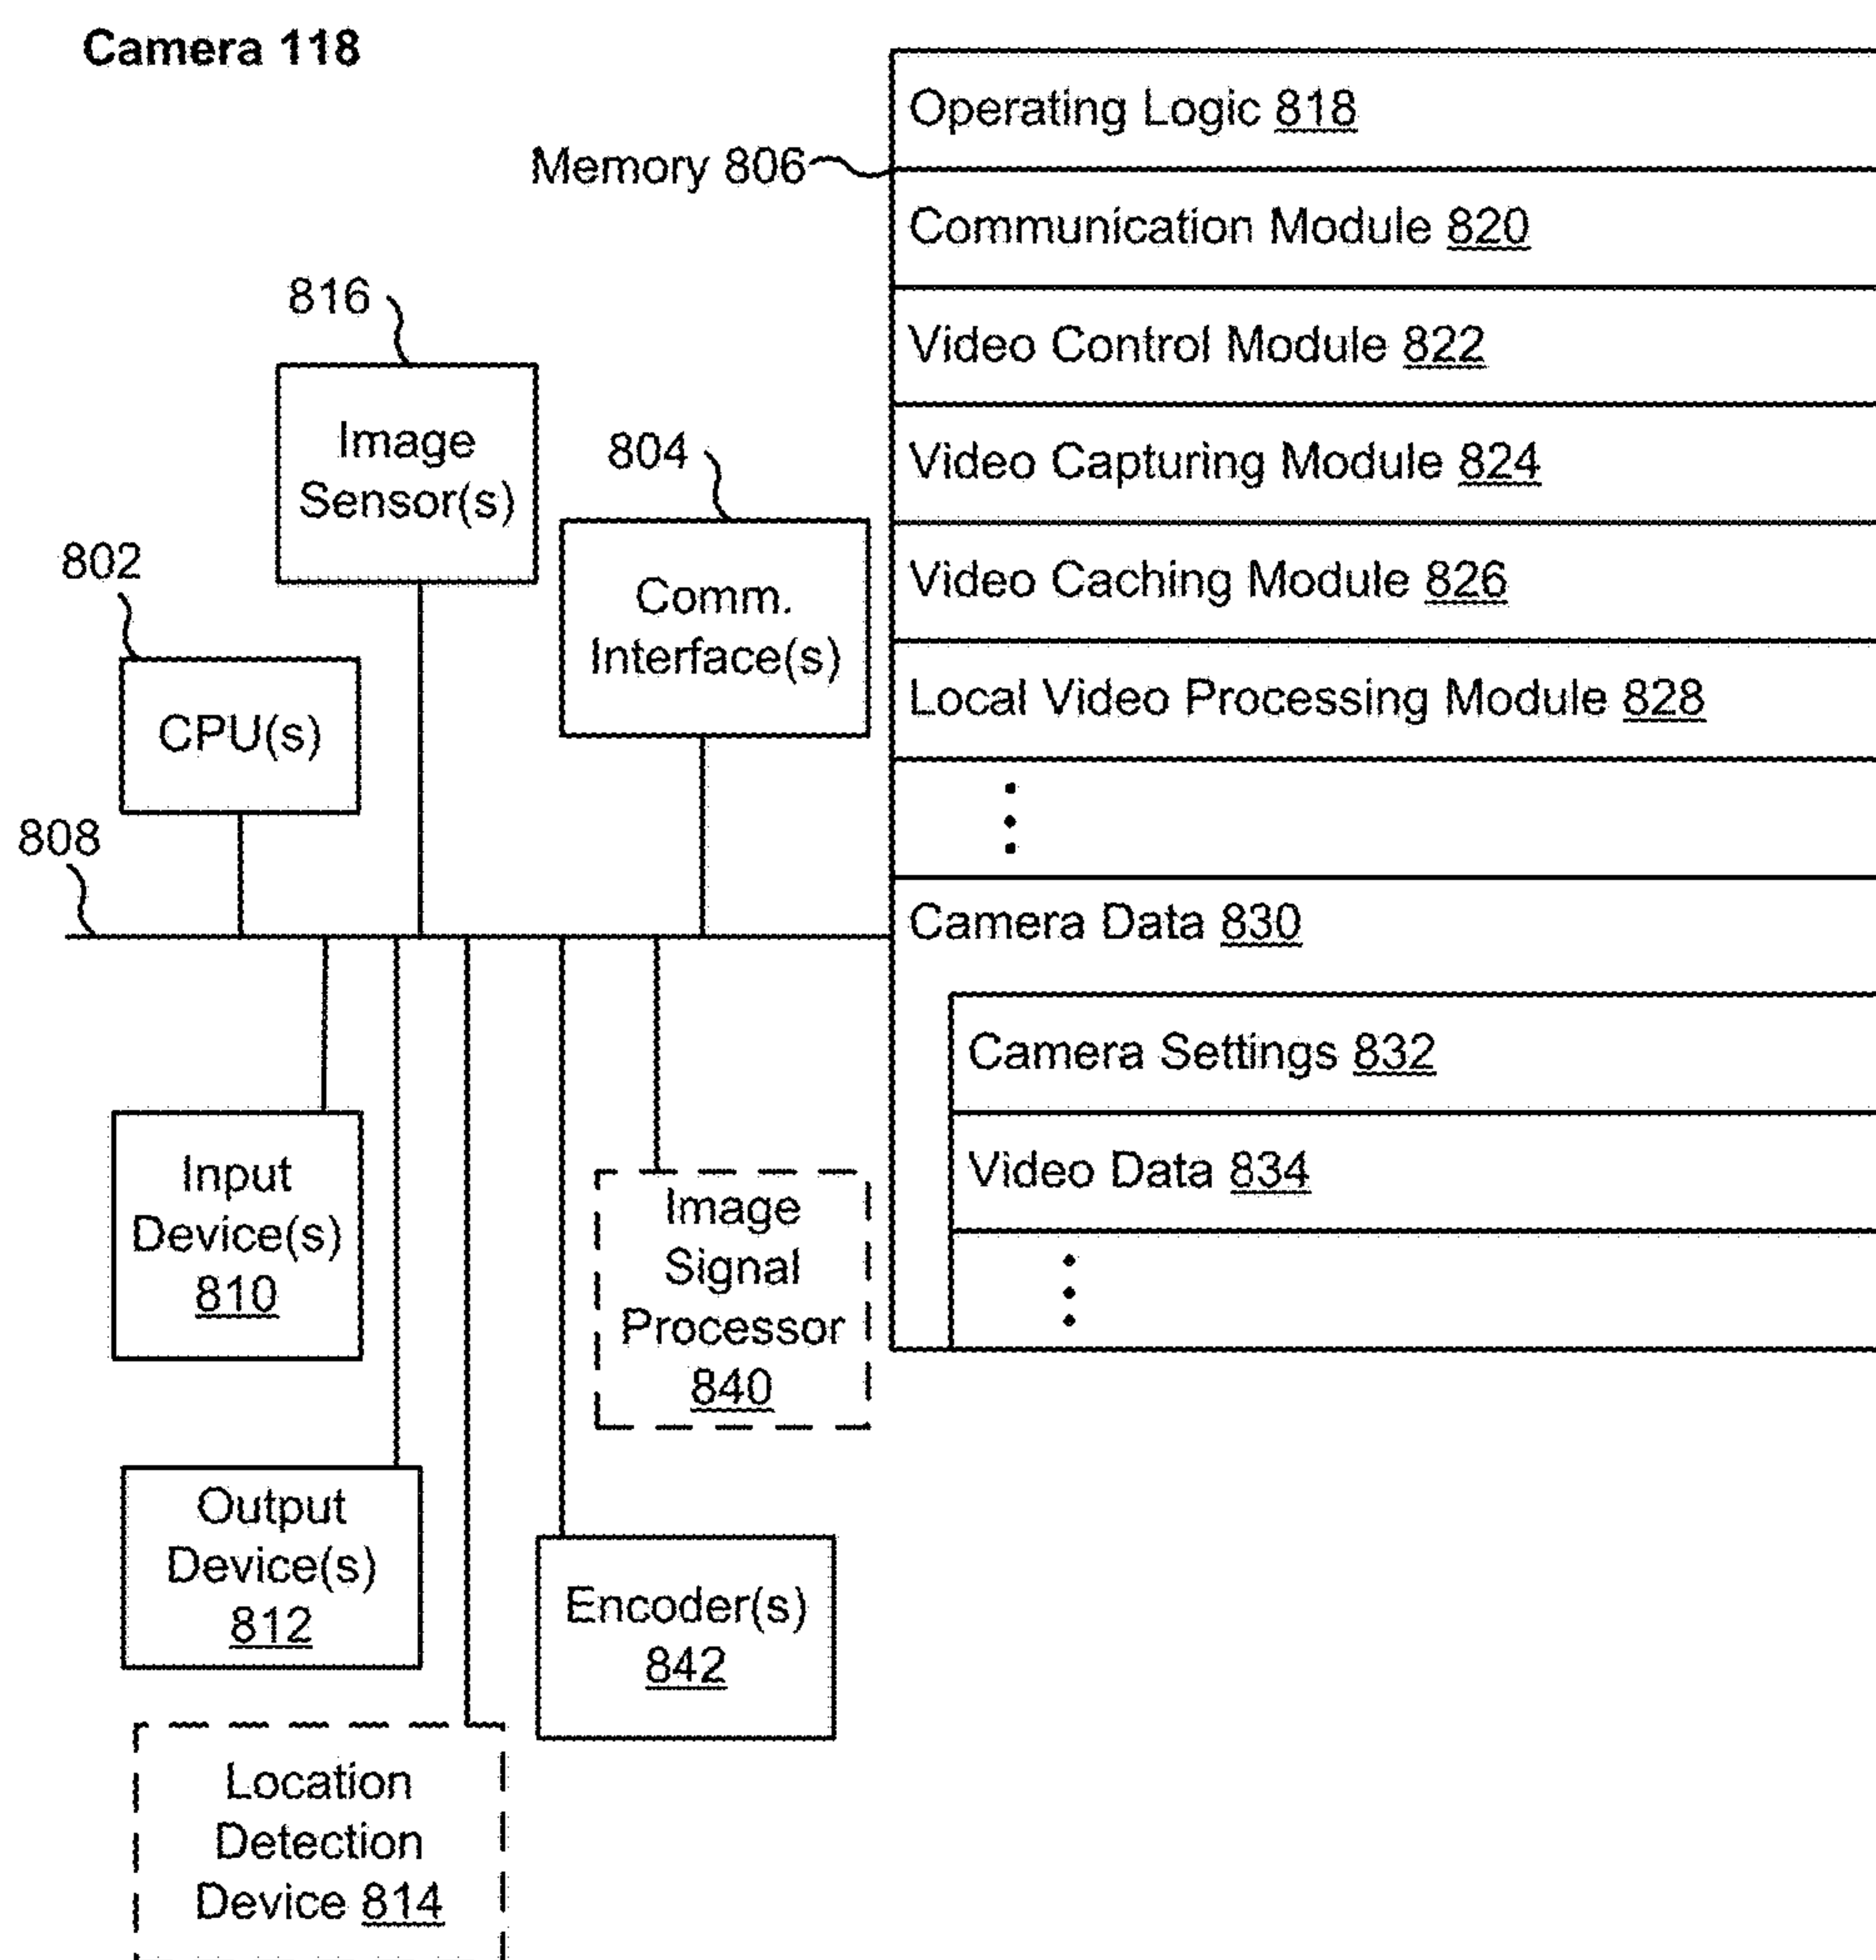 Camera 118
Operating Logic 818
Memory 806
Communication Module 820
816
Video Control Module 822
Image
Sensor(s)
804
Video Capturing Module 824
802
Comm.
Interface(s)
Video Caching Module 826
CPU(s)
Local Video Processing Module 828
808
Camera Data 830
Camera Settings 832
Video Data 834
Input
Device(s)
810
Image
Signal
Processor
840
Output
Device(s)
812
Encoder(s)
842
Location
Detection
Device 814